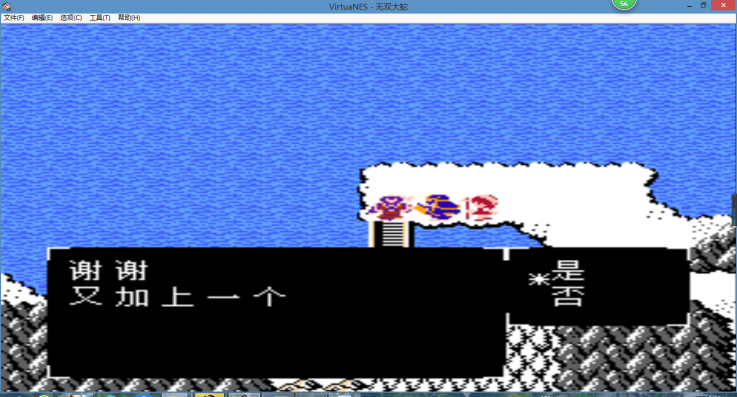 VirtuaNES - 无双大蛇
56
文件(F) 编辑(E) 选项(C) 工具(T) 帮助(H)
谢谢
又加上一个
*是
否